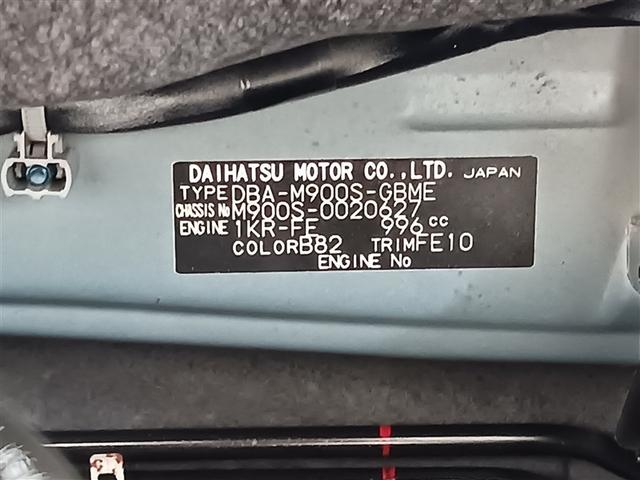 DAIHATSU MOTOR CO.,LTD. JAPAN
TYPE DBA-M900S-GBME
CHASSIS No M900S-0020627
ENGINE 1KR-FE 996 cc
COLOR B82 TRIM FE10
ENGINE No